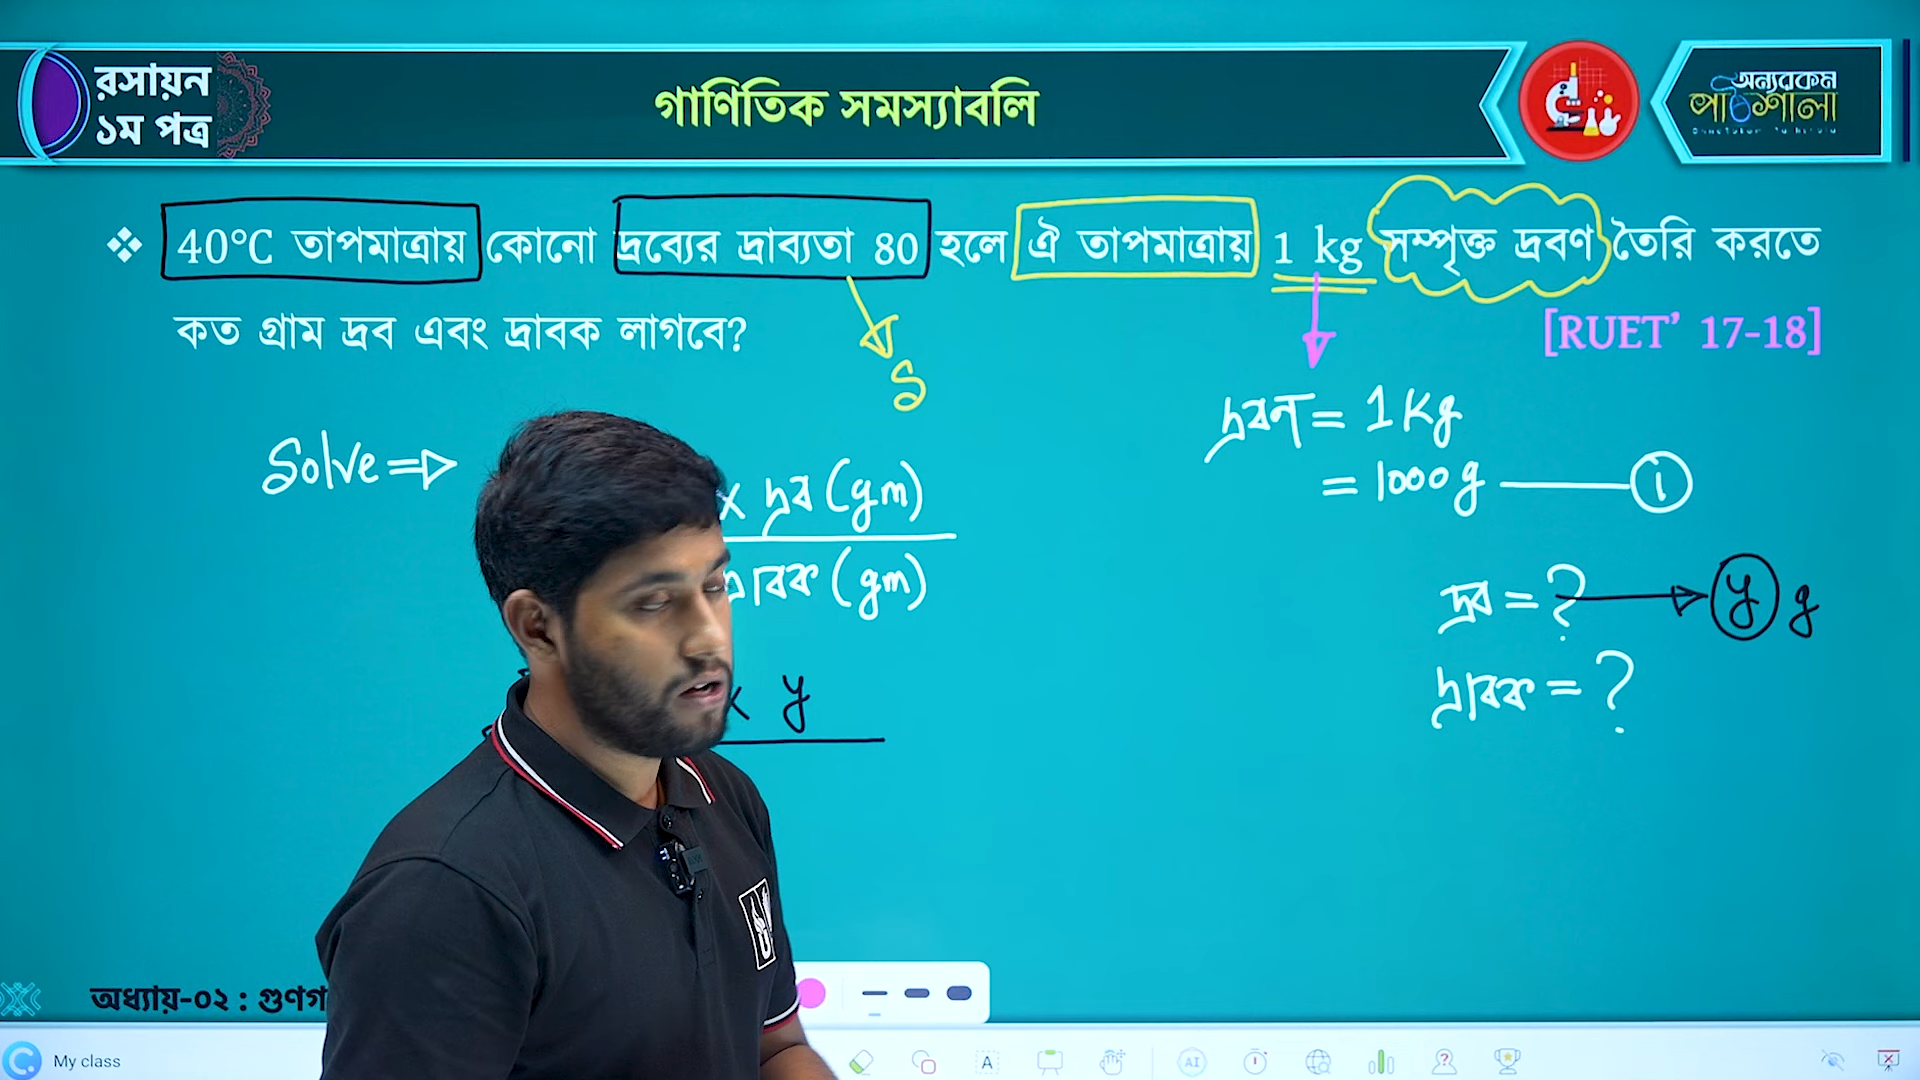 রসায়ন
১ম পত্র
গাণিতিক সমস্যাবলি
অন্যরকম
পাঠশালা
❖ 40°C তাপমাত্রায় কোনো দ্রব্যের দ্রাব্যতা 80 হলে ঐ তাপমাত্রায় 1 kg সম্পৃক্ত দ্রবণ তৈরি করতে
কত গ্রাম দ্রব এবং দ্রাবক লাগবে?
[RUET' 17-18]
S
Solve ⇒
x দ্রব (gm)
দ্রাবক (gm)
x y
দ্রবণ = 1 Kg
= 1000 g
1
দ্রব = ? → y g
দ্রাবক = ?
অধ্যায়-০২ : গুণগ
My class
A
AI